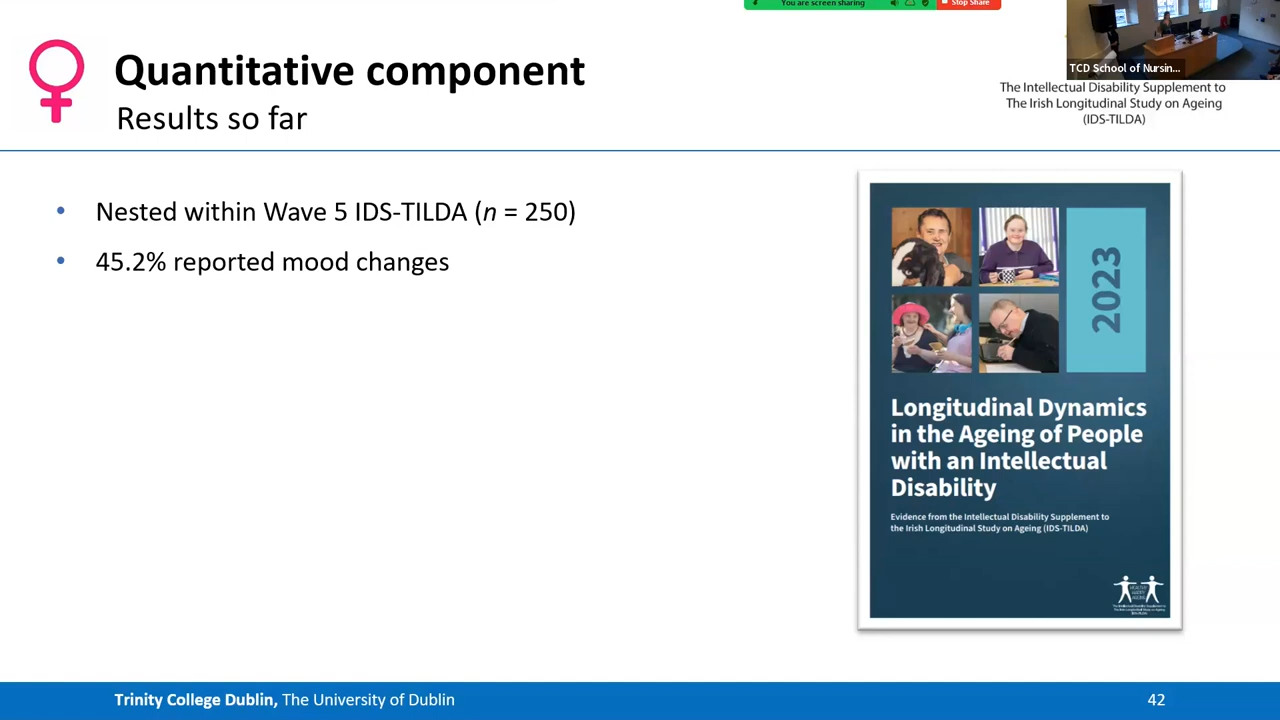 You are screen sharing
Stop Share
TCD School of Nursin...
Quantitative component
Results so far
The Intellectual Disability Supplement to
The Irish Longitudinal Study on Ageing
(IDS-TILDA)
• Nested within Wave 5 IDS-TILDA (n = 250)
• 45.2% reported mood changes
2023
Longitudinal Dynamics
in the Ageing of People
with an Intellectual
Disability
Evidence from the Intellectual Disability Supplement to
the Irish Longitudinal Study on Ageing (IDS-TILDA)
Trinity College Dublin, The University of Dublin
42